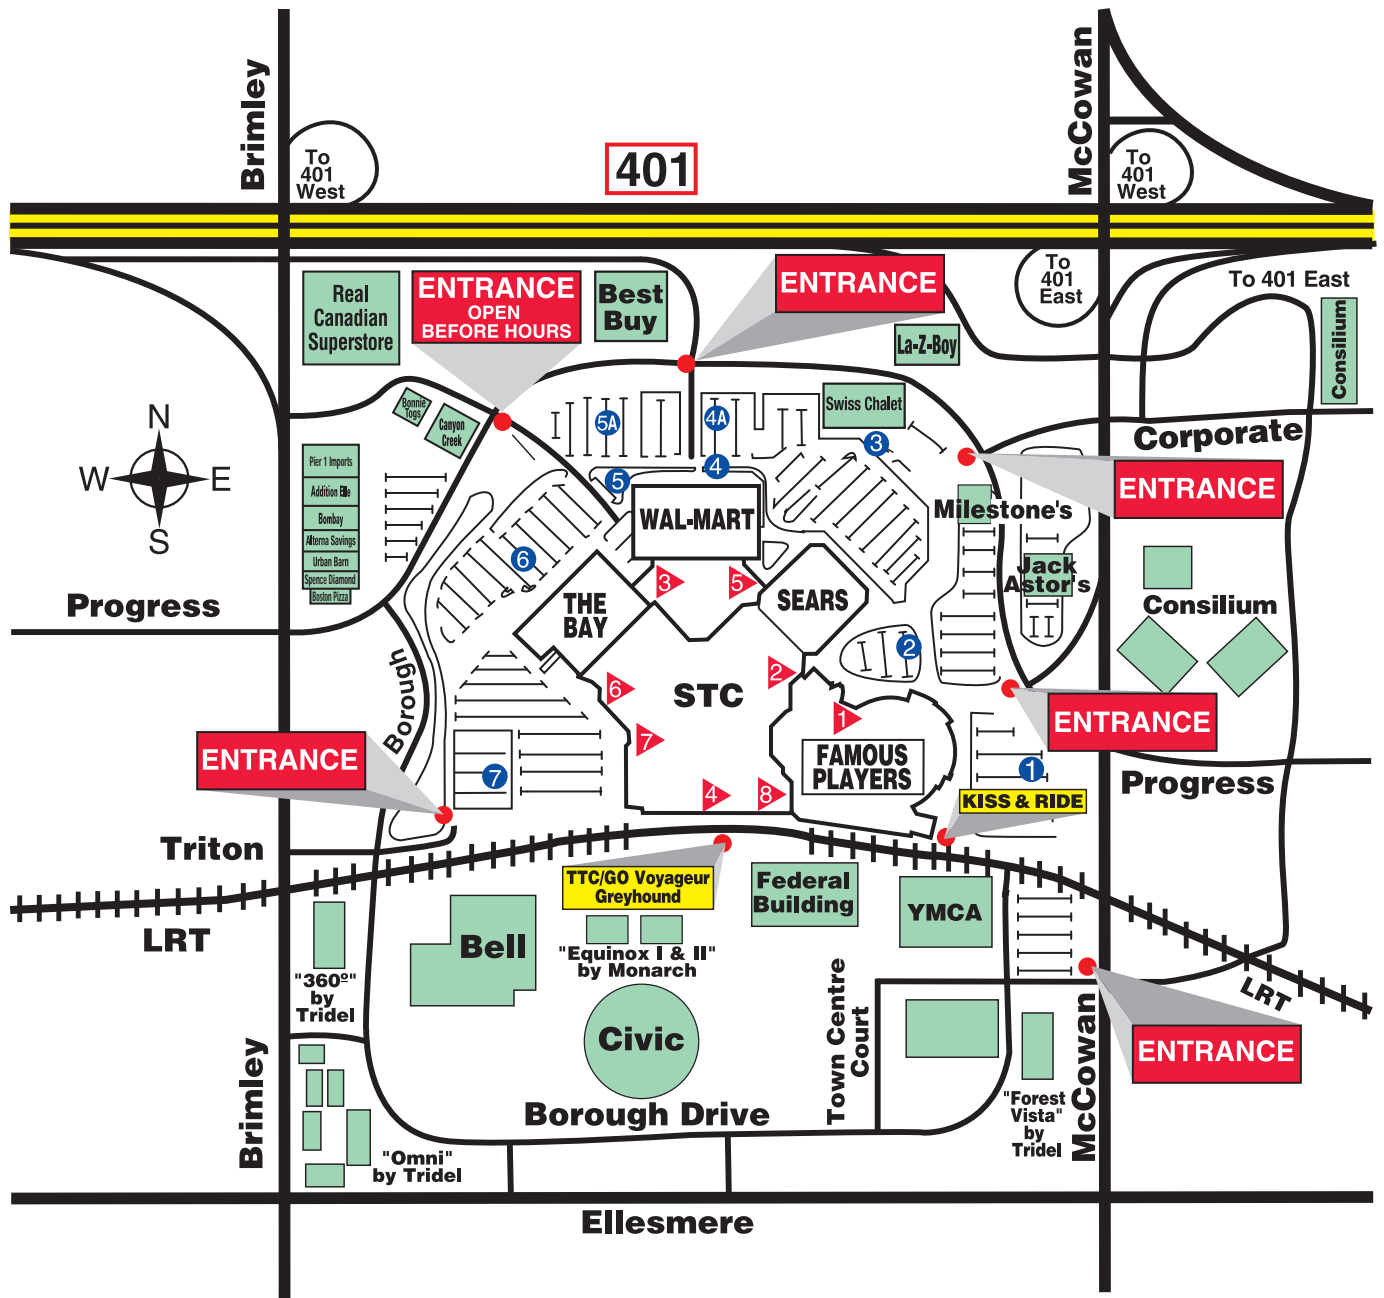 Brimley
McCowan
401
To
401
West
To
401
West
To
401
East
To 401 East
Real
Canadian
Superstore
ENTRANCE
OPEN
BEFORE HOURS
Best
Buy
ENTRANCE
La-Z-Boy
Consilium
Bonnie
Togs
Canyon
Creek
Swiss Chalet
5A
4A
3
Corporate
N
W
E
S
Pier 1 Imports
Addition Elle
Bombay
Alterna Savings
Urban Barn
Spence Diamond
Boston Pizza
5
4
ENTRANCE
WAL-MART
Milestone's
6
Jack
Astor's
3
5
THE
BAY
SEARS
Consilium
Progress
Borough
2
STC
2
6
1
7
ENTRANCE
ENTRANCE
FAMOUS
PLAYERS
7
1
Progress
4
8
KISS & RIDE
Triton
TTC/GO Voyageur
Greyhound
Federal
Building
YMCA
LRT
Bell
"Equinox I & II"
by Monarch
"360º"
by
Tridel
LRT
Town Centre
Court
Civic
ENTRANCE
Brimley
McCowan
Borough Drive
"Forest
Vista"
by
Tridel
"Omni"
by Tridel
Ellesmere